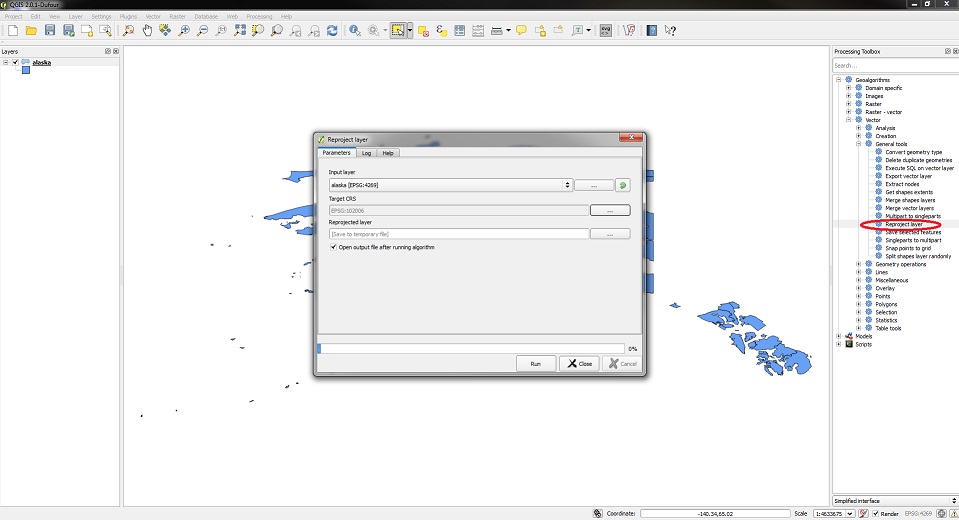 QGIS 2.0.1-Dufour
Project Edit View Layer Settings Plugins Vector Raster Database Web Processing Help
Layers
alaska
Processing Toolbox
Search...
Geoalgorithms
Domain specific
Images
Raster
Raster - vector
Vector
Analysis
Creation
General tools
Convert geometry type
Delete duplicate geometries
Execute SQL on vector layer
Export vector layer
Extract nodes
Get shapes extents
Merge shapes layers
Merge vector layers
Multipart to singleparts
Reproject layer
Save selected features
Singleparts to multipart
Snap points to grid
Split shapes layer randomly
Geometry operations
Lines
Miscellaneous
Overlay
Points
Polygons
Selection
Statistics
Table tools
Models
Scripts
Simplified interface
Reproject layer
Parameters Log Help
Input layer
alaska [EPSG:4269] ...
Target CRS
EPSG:102006 ...
Reprojected layer
[Save to temporary file] ...
Open output file after running algorithm
0%
Run Close Cancel
Coordinate: -140.34,65.02 Scale 1:4633675 Render EPSG:4269